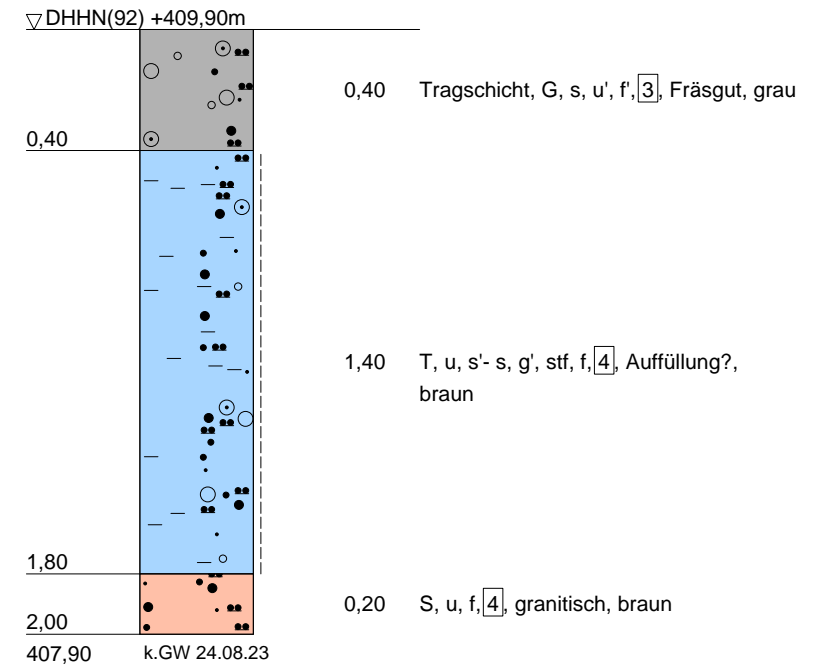 ▽ DHHN(92) +409,90m
0,40 Tragschicht, G, s, u', f', 3, Fräsgut, grau
0,40
1,40 T, u, s'- s, g', stf, f, 4, Auffüllung?,
braun
1,80
0,20 S, u, f, 4, granitisch, braun
2,00
407,90 k.GW 24.08.23